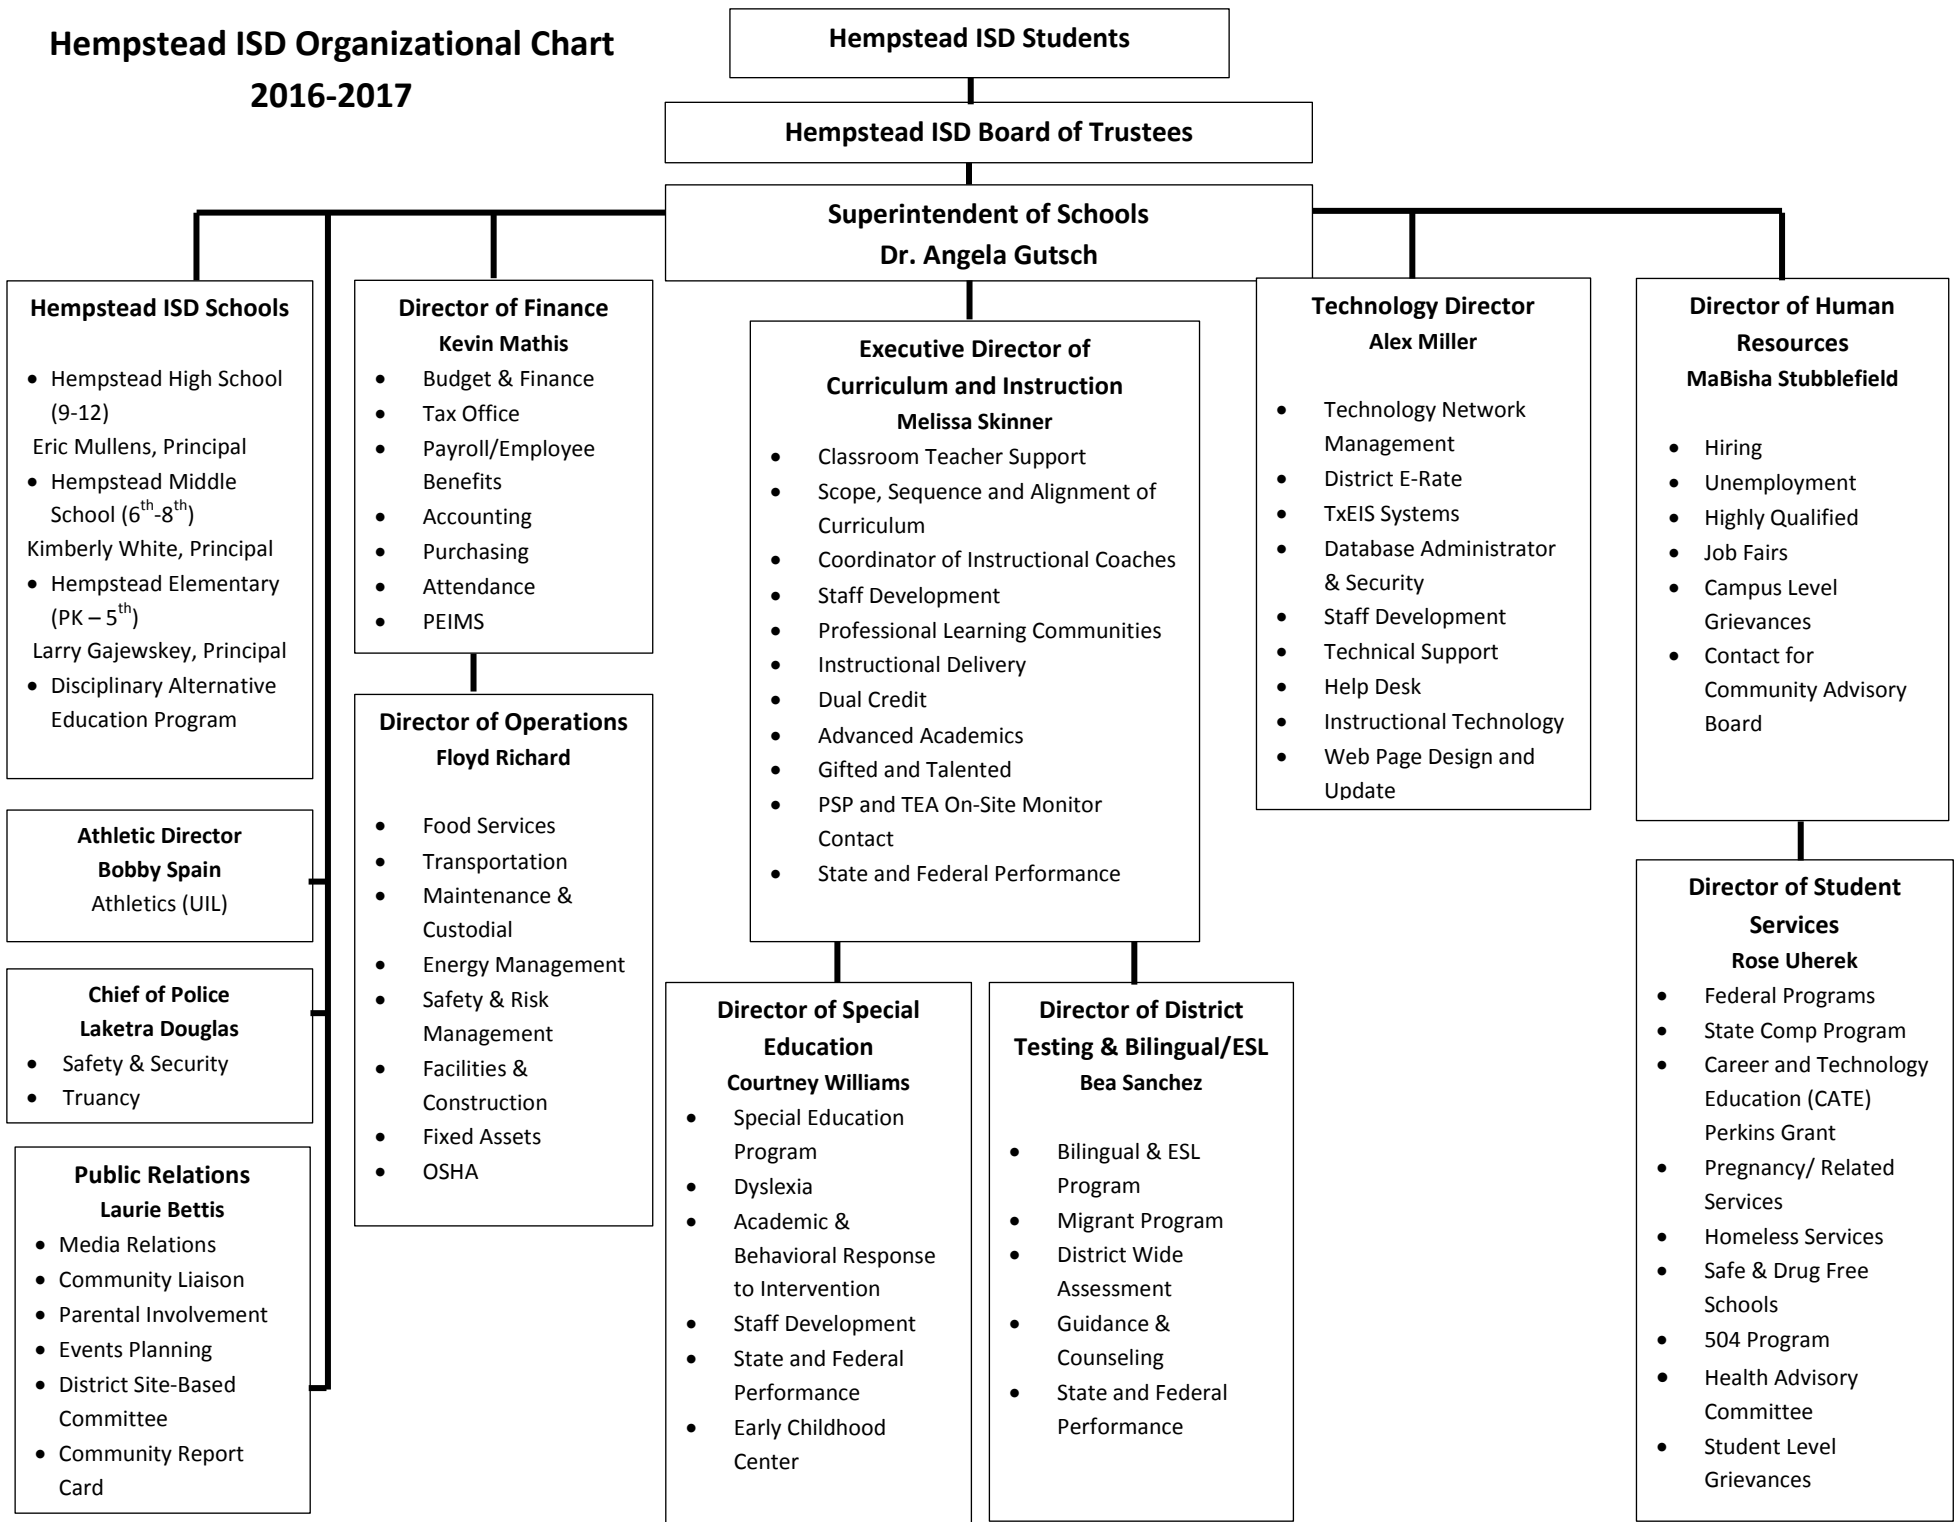 Hempstead ISD Organizational Chart
2016-2017
Hempstead ISD Students
Hempstead ISD Board of Trustees
Superintendent of Schools
Dr. Angela Gutsch
Hempstead ISD Schools
• Hempstead High School
(9-12)
Eric Mullens, Principal
• Hempstead Middle
School (6th-8th)
Kimberly White, Principal
• Hempstead Elementary
(PK – 5th)
Larry Gajewskey, Principal
• Disciplinary Alternative
Education Program
Athletic Director
Bobby Spain
Athletics (UIL)
Chief of Police
Laketra Douglas
• Safety & Security
• Truancy
Public Relations
Laurie Bettis
• Media Relations
• Community Liaison
• Parental Involvement
• Events Planning
• District Site-Based
Committee
• Community Report
Card
Director of Finance
Kevin Mathis
• Budget & Finance
• Tax Office
• Payroll/Employee
Benefits
• Accounting
• Purchasing
• Attendance
• PEIMS
Director of Operations
Floyd Richard
• Food Services
• Transportation
• Maintenance &
Custodial
• Energy Management
• Safety & Risk
Management
• Facilities &
Construction
• Fixed Assets
• OSHA
Executive Director of
Curriculum and Instruction
Melissa Skinner
• Classroom Teacher Support
• Scope, Sequence and Alignment of
Curriculum
• Coordinator of Instructional Coaches
• Staff Development
• Professional Learning Communities
• Instructional Delivery
• Dual Credit
• Advanced Academics
• Gifted and Talented
• PSP and TEA On-Site Monitor
Contact
• State and Federal Performance
Director of Special
Education
Courtney Williams
• Special Education
Program
• Dyslexia
• Academic &
Behavioral Response
to Intervention
• Staff Development
• State and Federal
Performance
• Early Childhood
Center
Director of District
Testing & Bilingual/ESL
Bea Sanchez
• Bilingual & ESL
Program
• Migrant Program
• District Wide
Assessment
• Guidance &
Counseling
• State and Federal
Performance
Technology Director
Alex Miller
• Technology Network
Management
• District E-Rate
• TxEIS Systems
• Database Administrator
& Security
• Staff Development
• Technical Support
• Help Desk
• Instructional Technology
• Web Page Design and
Update
Director of Human
Resources
MaBisha Stubblefield
• Hiring
• Unemployment
• Highly Qualified
• Job Fairs
• Campus Level
Grievances
• Contact for
Community Advisory
Board
Director of Student
Services
Rose Uherek
• Federal Programs
• State Comp Program
• Career and Technology
Education (CATE)
Perkins Grant
• Pregnancy/ Related
Services
• Homeless Services
• Safe & Drug Free
Schools
• 504 Program
• Health Advisory
Committee
• Student Level
Grievances